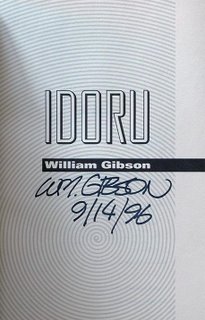 IDORU
William Gibson
WM. GIBSON
9/14/96